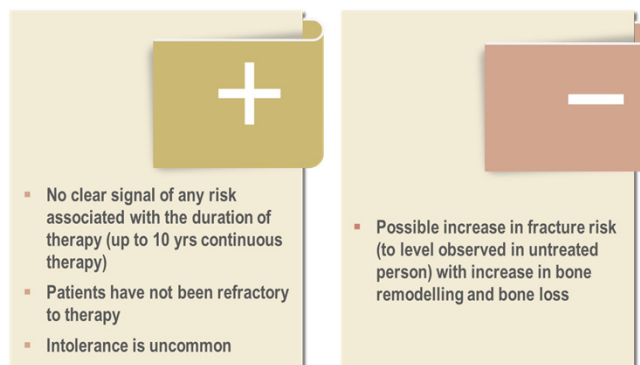 No clear signal of any risk
associated with the duration of
therapy (up to 10 yrs continuous
therapy)
Patients have not been refractory
to therapy
Intolerance is uncommon
Possible increase in fracture risk
(to level observed in untreated
person) with increase in bone
remodelling and bone loss